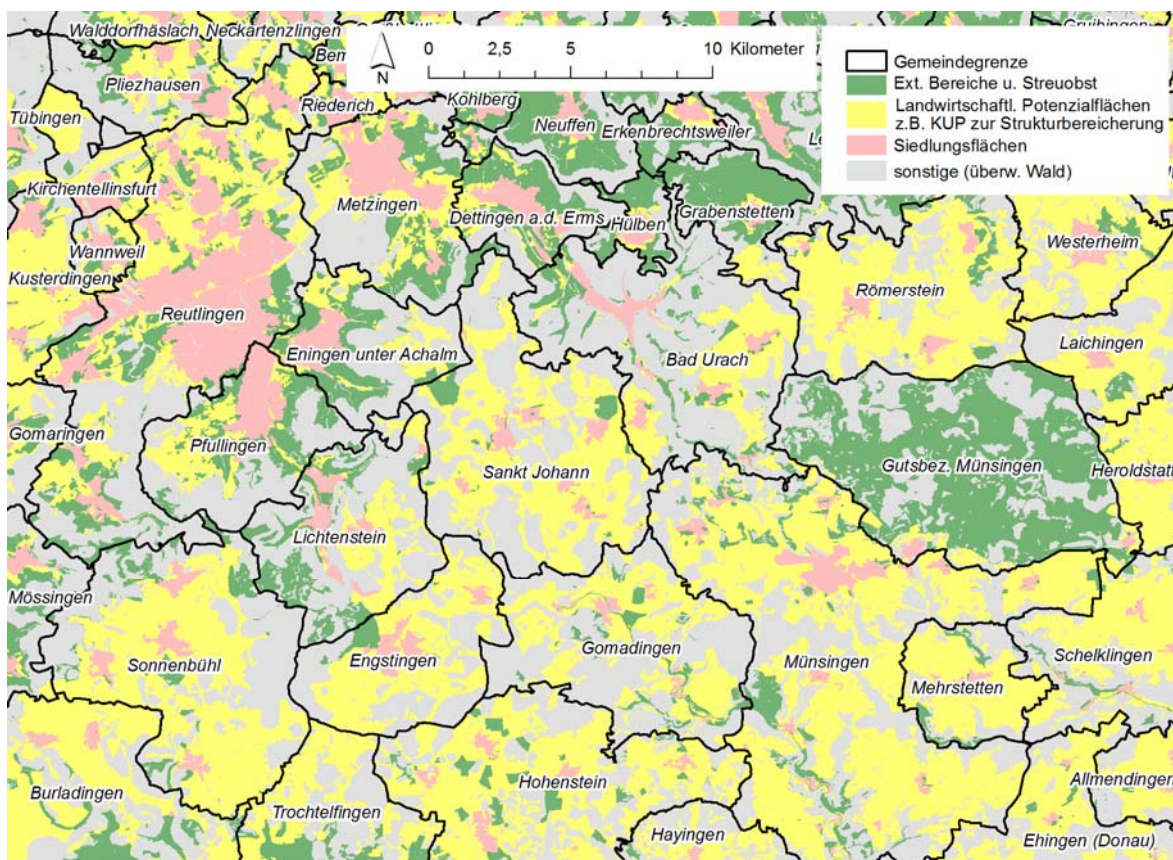 Walddorfhäslach
Neckartenzlingen
Pliezhausen
Riederich
Kohlberg
Neuffen
Erkenbrechtsweiler
Tübingen
0 2,5 5 10 Kilometer
N
Gemeindegrenze
Ext. Bereiche u. Streuobst
Landwirtschaftl. Potenzialflächen
z.B. KUP zur Strukturbereicherung
Siedlungsflächen
sonstige (überw. Wald)
Kirchentellinsfurt
Metzingen
Dettingen a.d. Erms
Hülben
Grabenstetten
Wannweil
Westerheim
Kusterdingen
Römerstein
Reutlingen
Eningen unter Achalm
Bad Urach
Laichingen
Gomaringen
Pfullingen
Sankt Johann
Gutsbez. Münsingen
Heroldstatt
Lichtenstein
Mössingen
Sonnenbühl
Engstingen
Gomadingen
Münsingen
Schelklingen
Mehrstetten
Burladingen
Trochtelfingen
Hohenstein
Allmendingen
Hayingen
Ehingen (Donau)